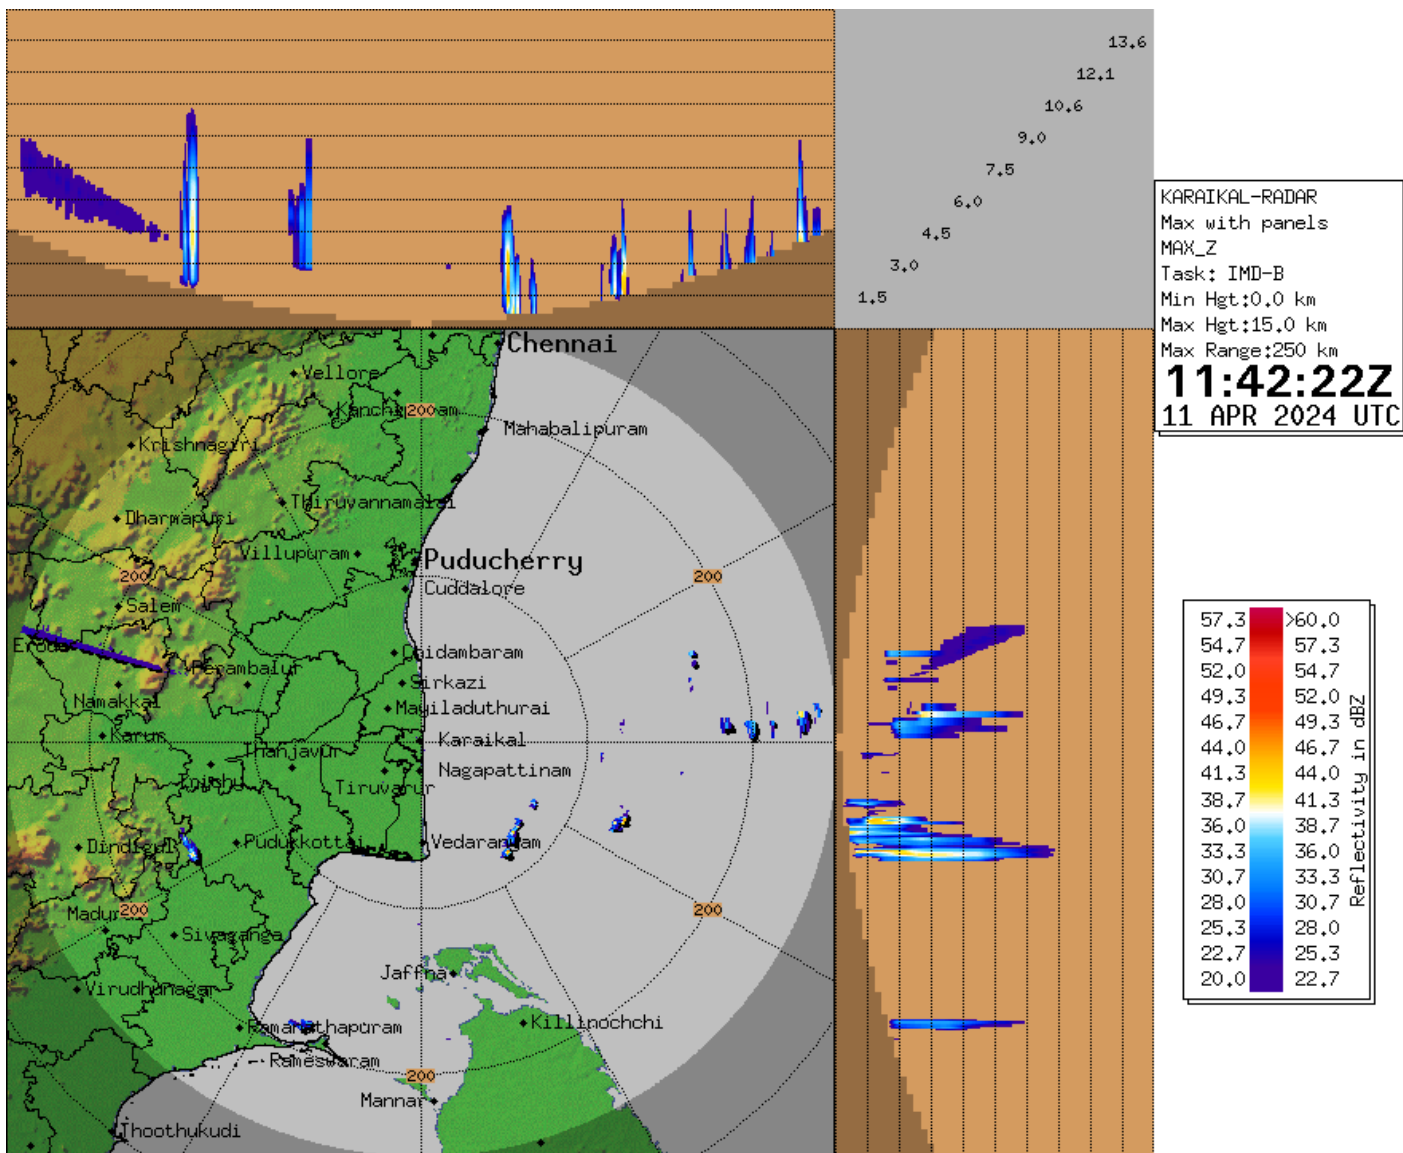 13.6
12.1
10.6
9.0
7.5
6.0
4.5
3.0
1.5
KARAIKAL-RADAR
Max with panels
MAX_Z
Task: IMD-B
Min Hgt:0.0 km
Max Hgt:15.0 km
Max Range:250 km
11:42:22Z
11 APR 2024 UTC
Chennai
Vellore
200
Mahabalipuram
Krishnagiri
Thiruvannamalai
Dharmapuri
Villupuram
Puducherry
200
200
Cuddalore
Salem
Chidambaram
Perambalur
Sirkazi
Namakkal
Mayiladuthurai
Karur
Karaikal
Thanjavur
Nagapattinam
Tiruvarur
Dindigul
Pudukkottai
Vedaranyam
200
200
Sivaganga
Jaffna
Virudhunagar
Ramanathapuram
Killinochchi
Rameswaram
200
Mannar
Thoothukudi
57.3 >60.0
54.7 57.3
52.0 54.7
49.3 52.0
46.7 49.3
44.0 46.7
41.3 44.0
38.7 41.3
36.0 38.7
33.3 36.0
30.7 33.3
28.0 30.7
25.3 28.0
22.7 25.3
20.0 22.7
Reflectivity in dBZ